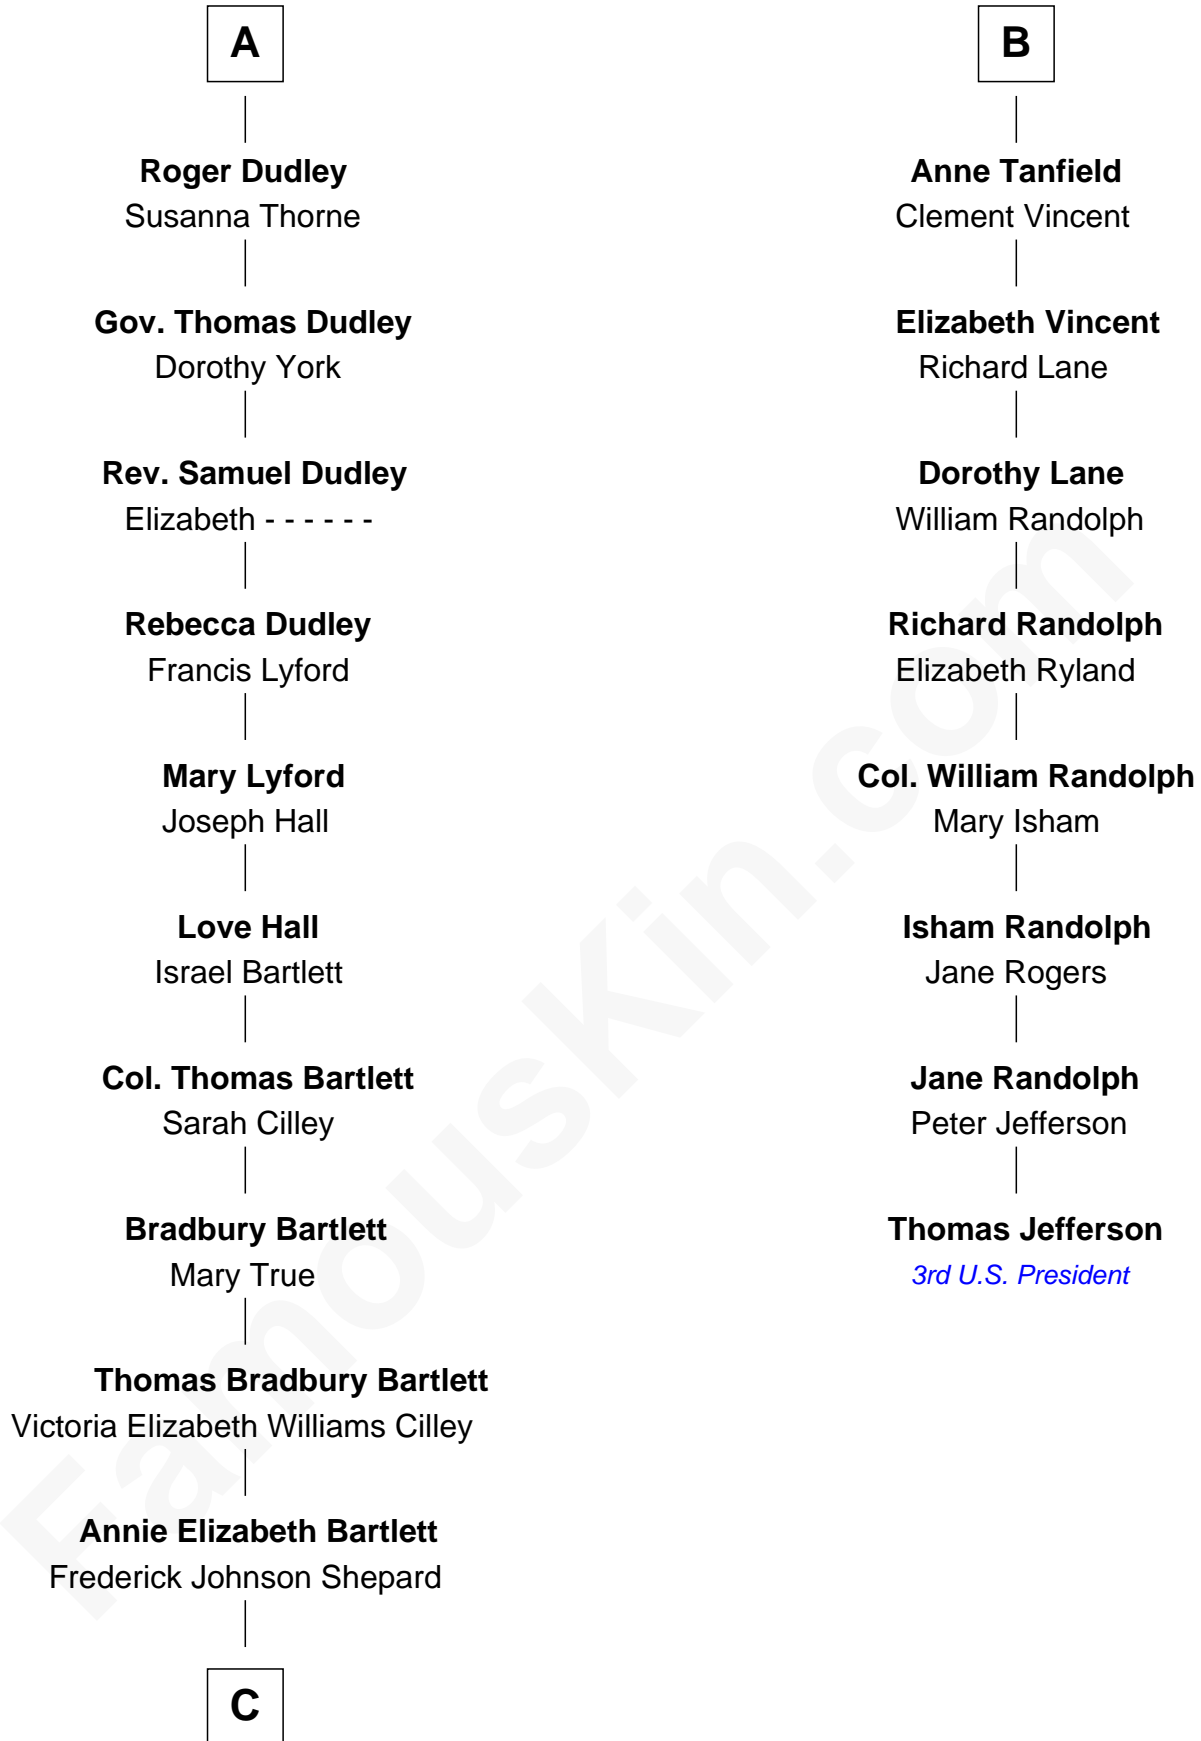 A
Roger Dudley
Susanna Thorne
Gov. Thomas Dudley
Dorothy York
Rev. Samuel Dudley
Elizabeth - - - - - -
Rebecca Dudley
Francis Lyford
Mary Lyford
Joseph Hall
Love Hall
Israel Bartlett
Col. Thomas Bartlett
Sarah Cilley
Bradbury Bartlett
Mary True
Thomas Bradbury Bartlett
Victoria Elizabeth Williams Cilley
Annie Elizabeth Bartlett
Frederick Johnson Shepard
C
B
Anne Tanfield
Clement Vincent
Elizabeth Vincent
Richard Lane
Dorothy Lane
William Randolph
Richard Randolph
Elizabeth Ryland
Col. William Randolph
Mary Isham
Isham Randolph
Jane Rogers
Jane Randolph
Peter Jefferson
Thomas Jefferson
3rd U.S. President
FamousKin.com